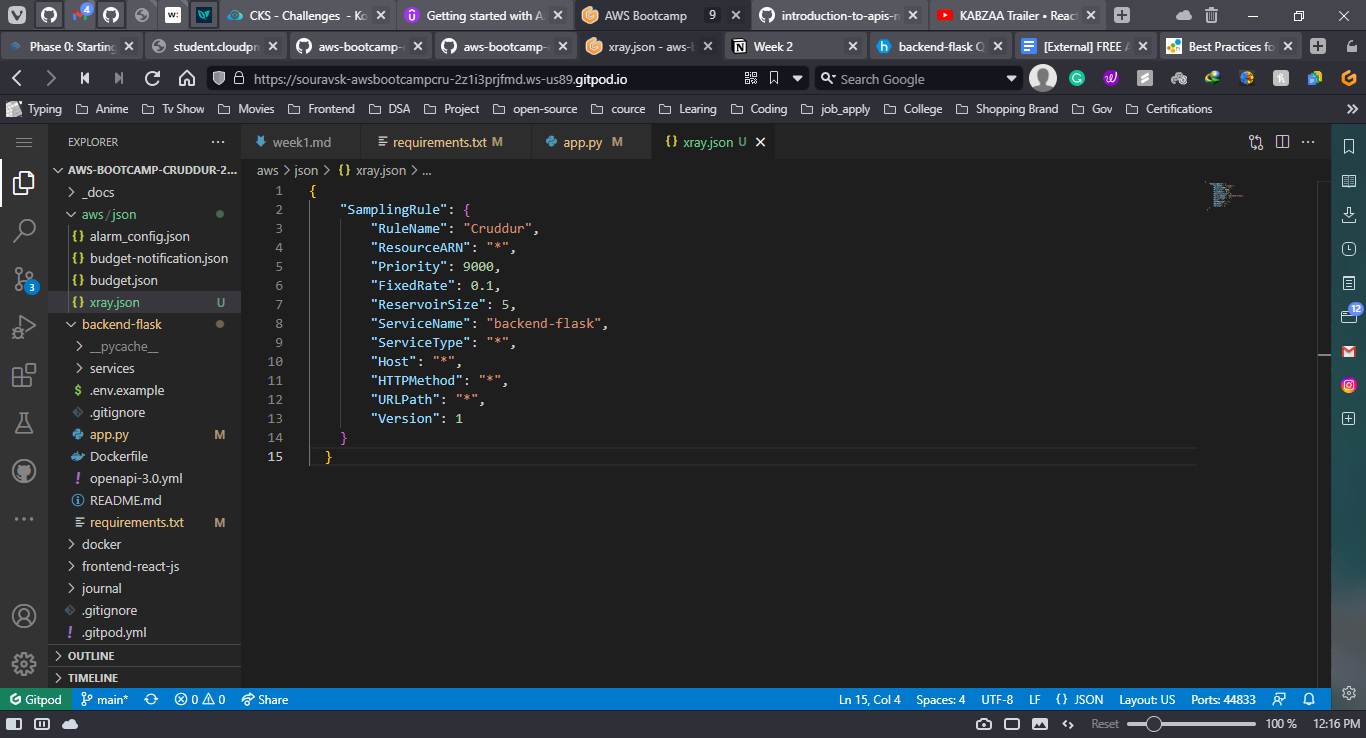 4
CKS - Challenges - Ko
Getting started with A
AWS Bootcamp 9
introduction-to-apis-n
KABZAA Trailer • Reac
Phase 0: Starting
student.cloudpr
aws-bootcamp-
aws-bootcamp-
xray.json - aws-b
Week 2
backend-flask Q
[External] FREE A
Best Practices fo
https://souravsk-awsbootcampcru-2z1i3prjfmd.ws-us89.gitpod.io
Search Google
Typing Anime Tv Show Movies Frontend DSA Project open-source cource Learing Coding job_apply College Shopping Brand Gov Certifications
EXPLORER
week1.md requirements.txt M app.py M {} xray.json U
AWS-BOOTCAMP-CRUDDUR-2...
_docs
aws/json
{} alarm_config.json
{} budget-notification.json
{} budget.json
{} xray.json U
backend-flask
__pycache__
services
$ .env.example
.gitignore
app.py M
Dockerfile
! openapi-3.0.yml
README.md
requirements.txt M
docker
frontend-react-js
journal
.gitignore
! .gitpod.yml
OUTLINE
TIMELINE
3
aws > json > {} xray.json > ...
1 {
2 "SamplingRule": {
3 "RuleName": "Cruddur",
4 "ResourceARN": "*",
5 "Priority": 9000,
6 "FixedRate": 0.1,
7 "ReservoirSize": 5,
8 "ServiceName": "backend-flask",
9 "ServiceType": "*",
10 "Host": "*",
11 "HTTPMethod": "*",
12 "URLPath": "*",
13 "Version": 1
14 }
15 }
12
Gitpod main* 0 0 Share Ln 15, Col 4 Spaces: 4 UTF-8 LF {} JSON Layout: US Ports: 44833
Reset 100 % 12:16 PM